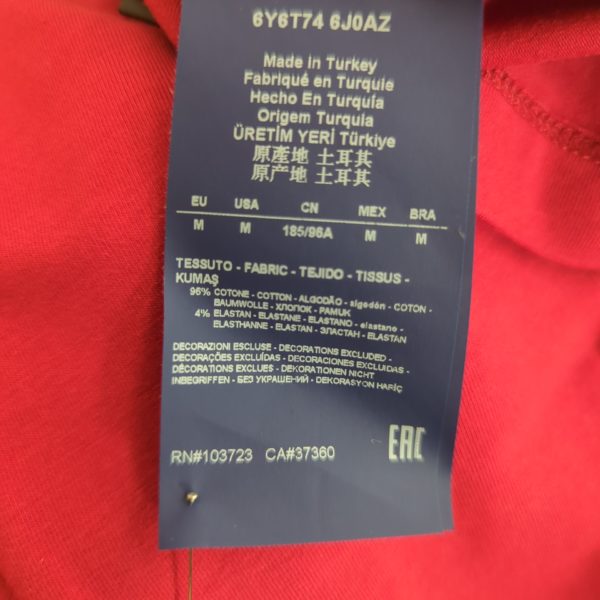 6Y6T74 6J0AZ
Made in Turkey
Fabriqué en Turquie
Hecho En Turquía
Origem Turquia
ÜRETİM YERİ Türkiye
原產地 土耳其
原产地 土耳其
EU USA CN MEX BRA
M M 185/96A M M
TESSUTO - FABRIC - TEJIDO - TISSUS -
KUMAŞ
96% COTONE - COTTON - ALGODÃO - algodón - COTON -
BAUMWOLLE - ХЛОПОК - PAMUK
4% ELASTAN - ELASTANE - ELASTANO - elastano -
ELASTHANNE - ELASTAN - ЭЛАСТАН - ELASTAN
DECORAZIONI ESCLUSE - DECORATIONS EXCLUDED -
DECORAÇÕES EXCLUÍDAS - DECORACIONES EXCLUIDAS -
DÉCORATIONS EXCLUES - DEKORATIONEN NICHT
INBEGRIFFEN - БЕЗ УКРАШЕНИЙ - DEKORASYON HARİÇ
RN#103723 CA#37360
EAC